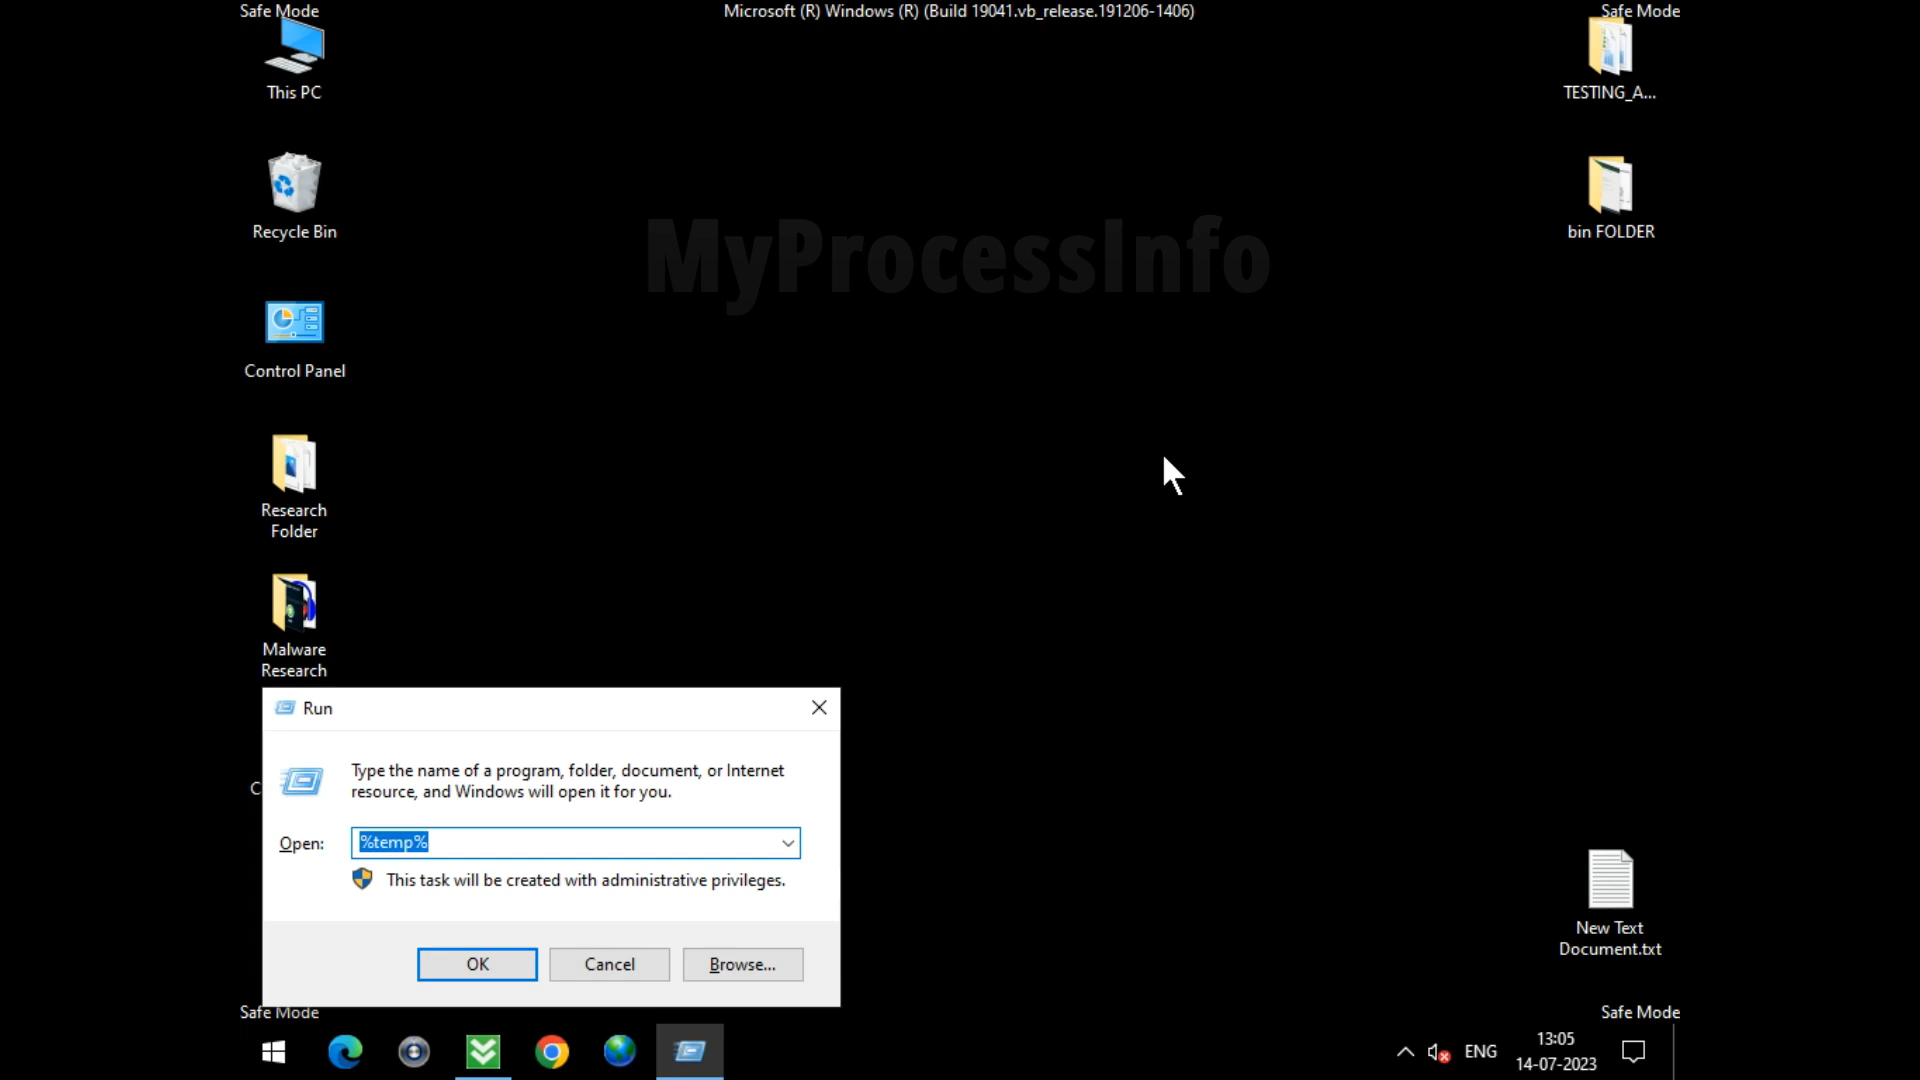 Safe Mode
Microsoft (R) Windows (R) (Build 19041.vb_release.191206-1406)
Safe Mode
This PC
TESTING_A...
Recycle Bin
bin FOLDER
MyProcessInfo
Control Panel
Research
Folder
Malware
Research
Run
Type the name of a program, folder, document, or Internet
resource, and Windows will open it for you.
C
Open:
%temp%
This task will be created with administrative privileges.
New Text
Document.txt
OK
Cancel
Browse...
Safe Mode
Safe Mode
ENG
13:05
14-07-2023